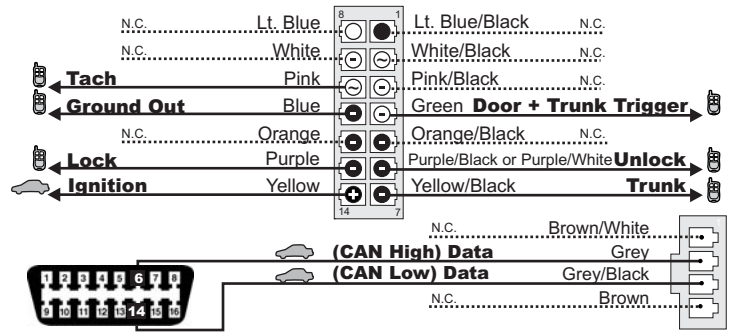 N.C. Lt. Blue 8 1 Lt. Blue/Black N.C.
N.C. White White/Black N.C.
Tach Pink Pink/Black N.C.
Ground Out Blue Green Door + Trunk Trigger
N.C. Orange Orange/Black N.C.
Lock Purple Purple/Black or Purple/White Unlock
Ignition Yellow Yellow/Black Trunk
14 7
N.C. Brown/White
(CAN High) Data Grey
(CAN Low) Data Grey/Black
N.C. Brown
1 2 3 4 5 6 7 8
9 10 11 12 13 14 15 16